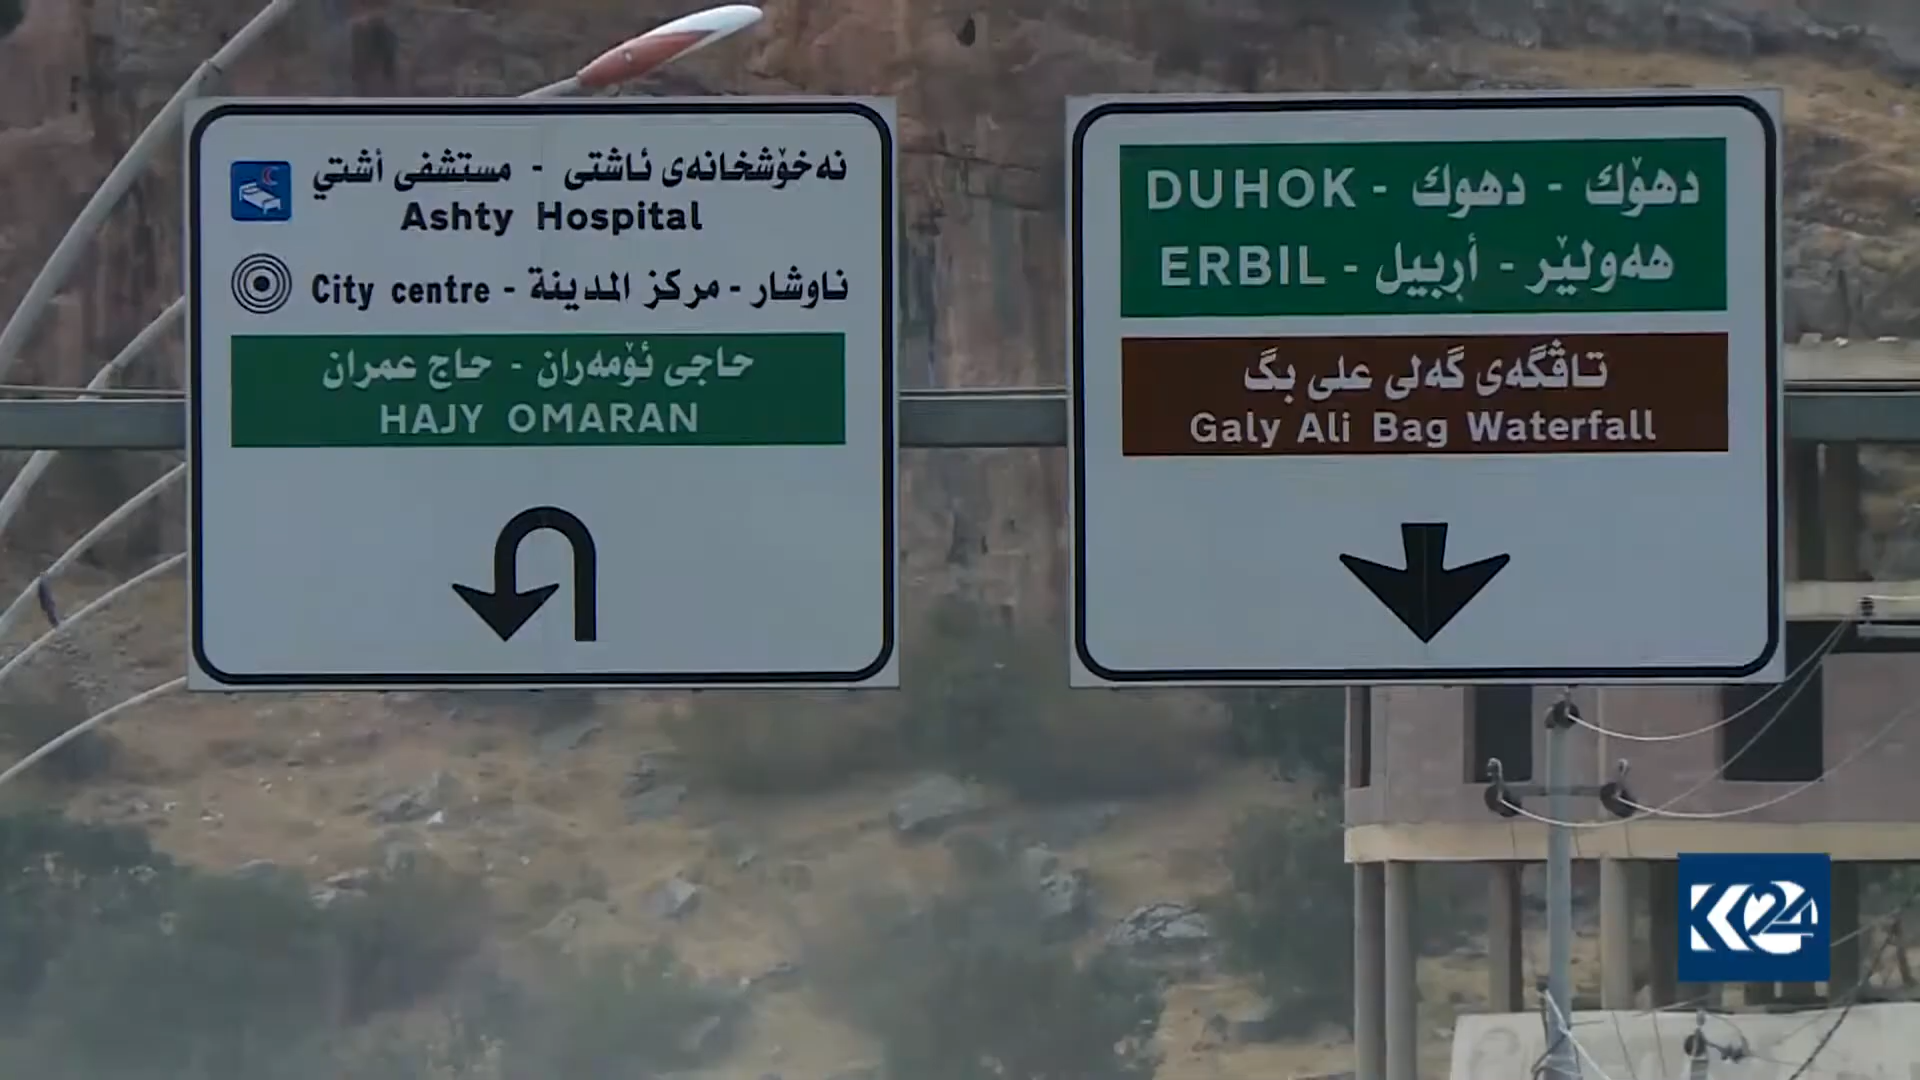 نەخۆشخانەی ئاشتی - مستشفى أشتي
Ashty Hospital
ناوشار - مركز المدينة - City centre
حاجی ئۆمەران - حاج عمران
HAJY OMARAN
دهۆك - دهوك - DUHOK
هەولێر - أربيل - ERBIL
تاڤگەی گەلی علی بگ
Galy Ali Bag Waterfall
K24